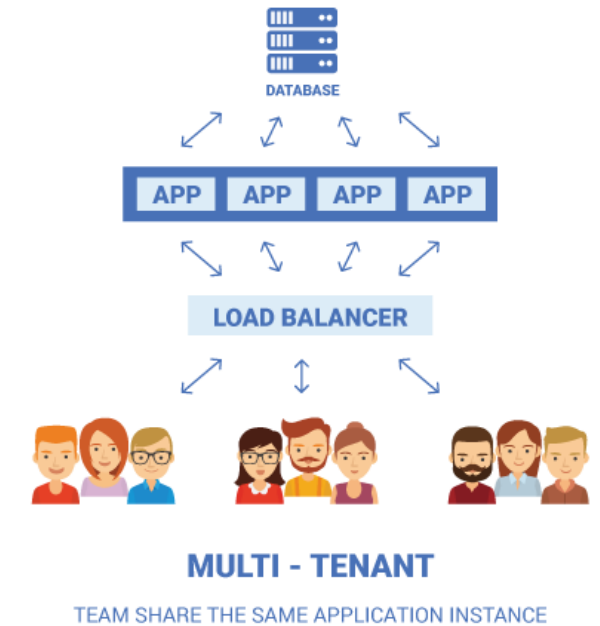 DATABASE
APP APP APP APP
LOAD BALANCER
MULTI - TENANT
TEAM SHARE THE SAME APPLICATION INSTANCE